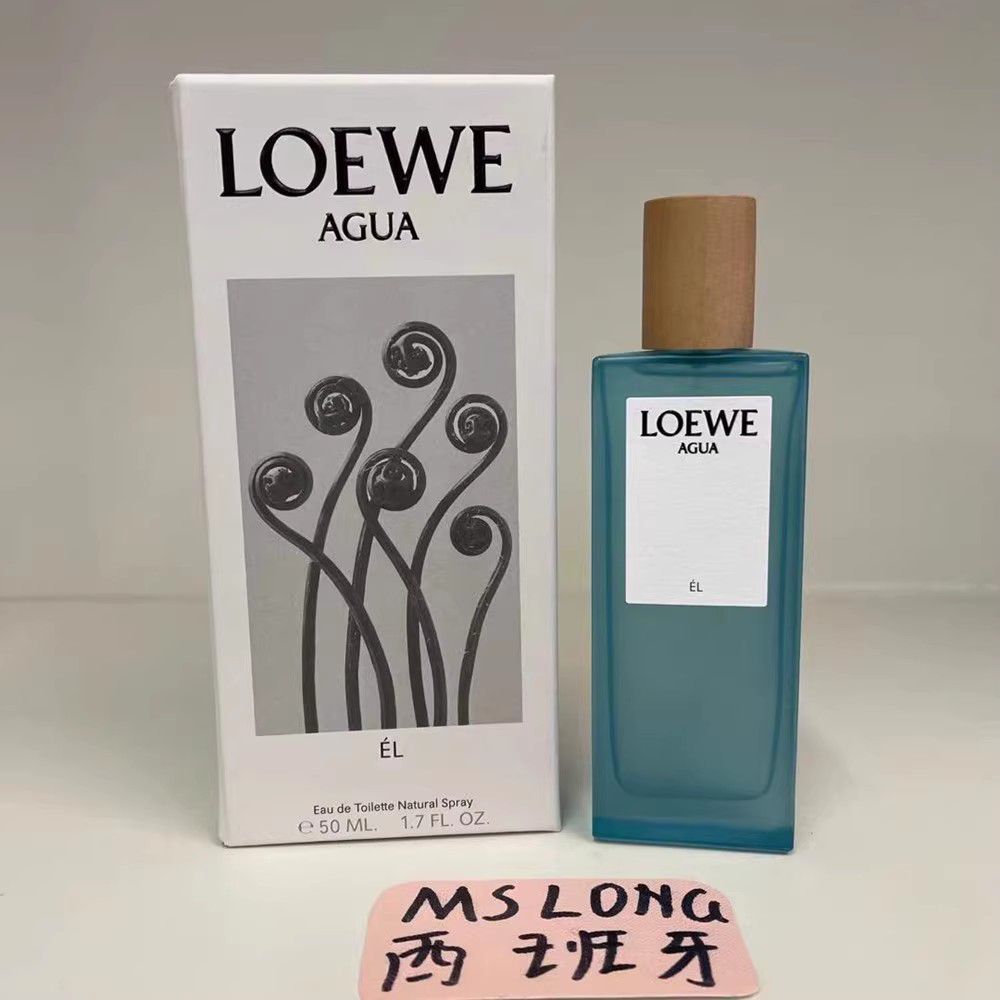 LOEWE
AGUA
ÉL
Eau de Toilette Natural Spray
℮ 50 ML. 1.7 FL. OZ.
LOEWE
AGUA
ÉL
MSLONG
西班牙